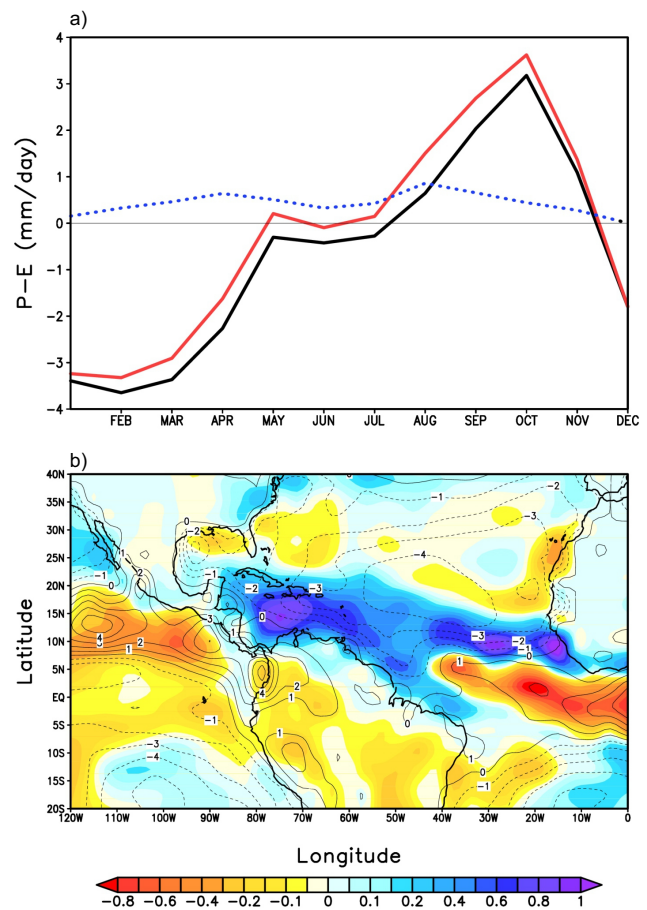 a)
4
3
2
1
0
−1
−2
−3
−4
P−E (mm/day)
FEB MAR APR MAY JUN JUL AUG SEP OCT NOV DEC
b)
40N
35N
30N
25N
20N
15N
10N
5N
EQ
5S
10S
15S
20S
Latitude
120W 110W 100W 90W 80W 70W 60W 50W 40W 30W 20W 10W 0
Longitude
−0.8 −0.6 −0.4 −0.2 −0.1 0 0.1 0.2 0.4 0.6 0.8 1